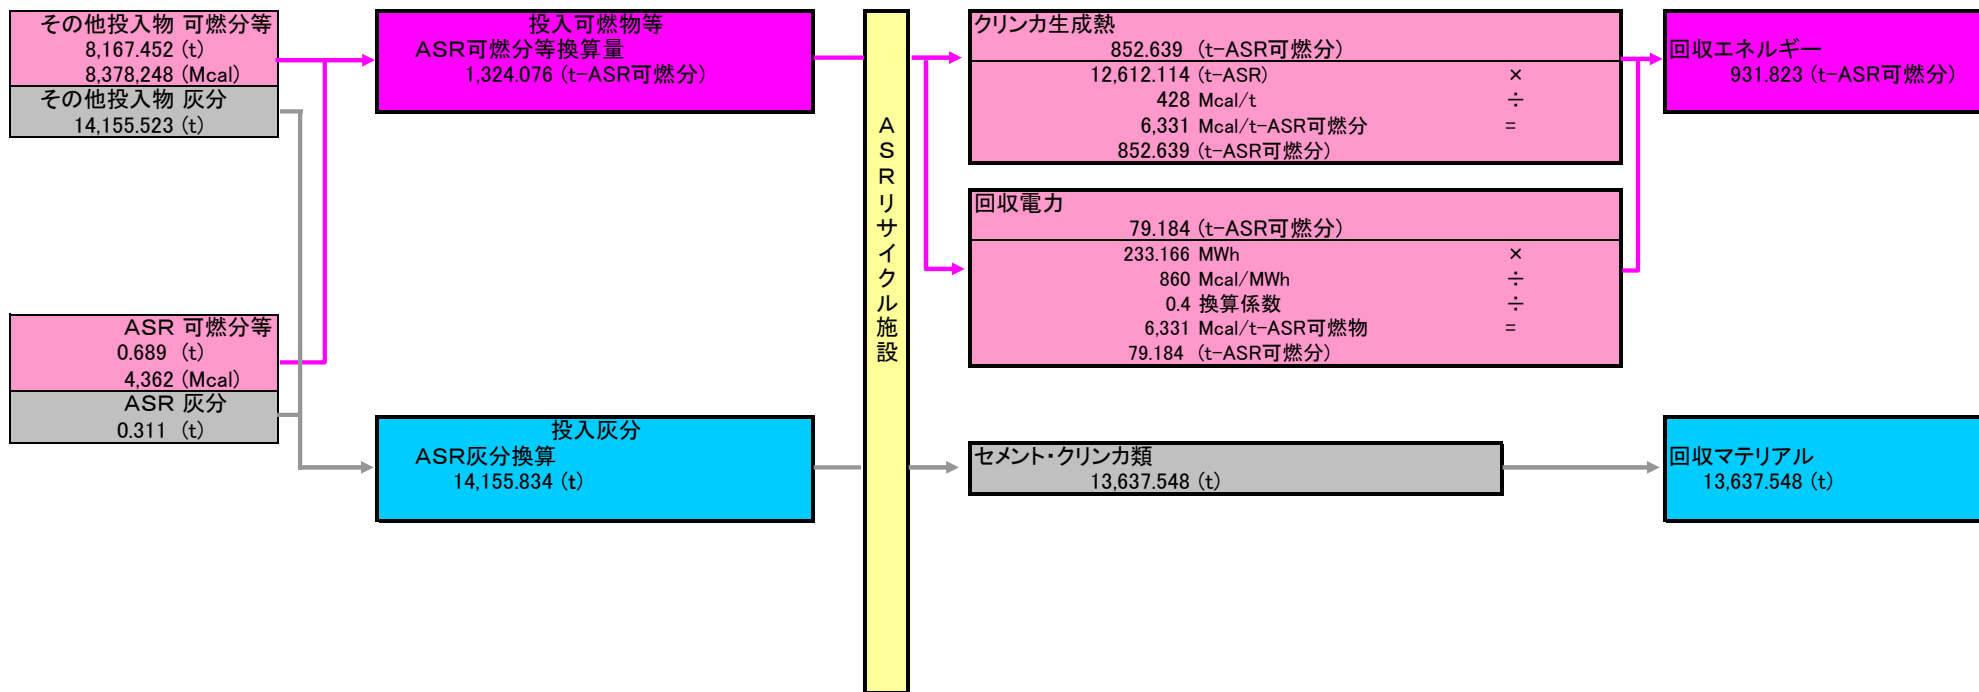 その他投入物 可燃分等
8,167.452 (t)
8,378,248 (Mcal)
その他投入物 灰分
14,155.523 (t)
ASR 可燃分等
0.689 (t)
4,362 (Mcal)
ASR 灰分
0.311 (t)
投入可燃物等
ASR可燃分等換算量
1,324.076 (t-ASR可燃分)
投入灰分
ASR灰分換算
14,155.834 (t)
ASRリサイクル施設
クリンカ生成熱
852.639 (t-ASR可燃分)
12,612.114 (t-ASR) ×
428 Mcal/t ÷
6,331 Mcal/t-ASR可燃分 =
852.639 (t-ASR可燃分)
回収電力
79.184 (t-ASR可燃分)
233.166 MWh ×
860 Mcal/MWh ÷
0.4 換算係数 ÷
6,331 Mcal/t-ASR可燃物 =
79.184 (t-ASR可燃分)
セメント・クリンカ類
13,637.548 (t)
回収エネルギー
931.823 (t-ASR可燃分)
回収マテリアル
13,637.548 (t)